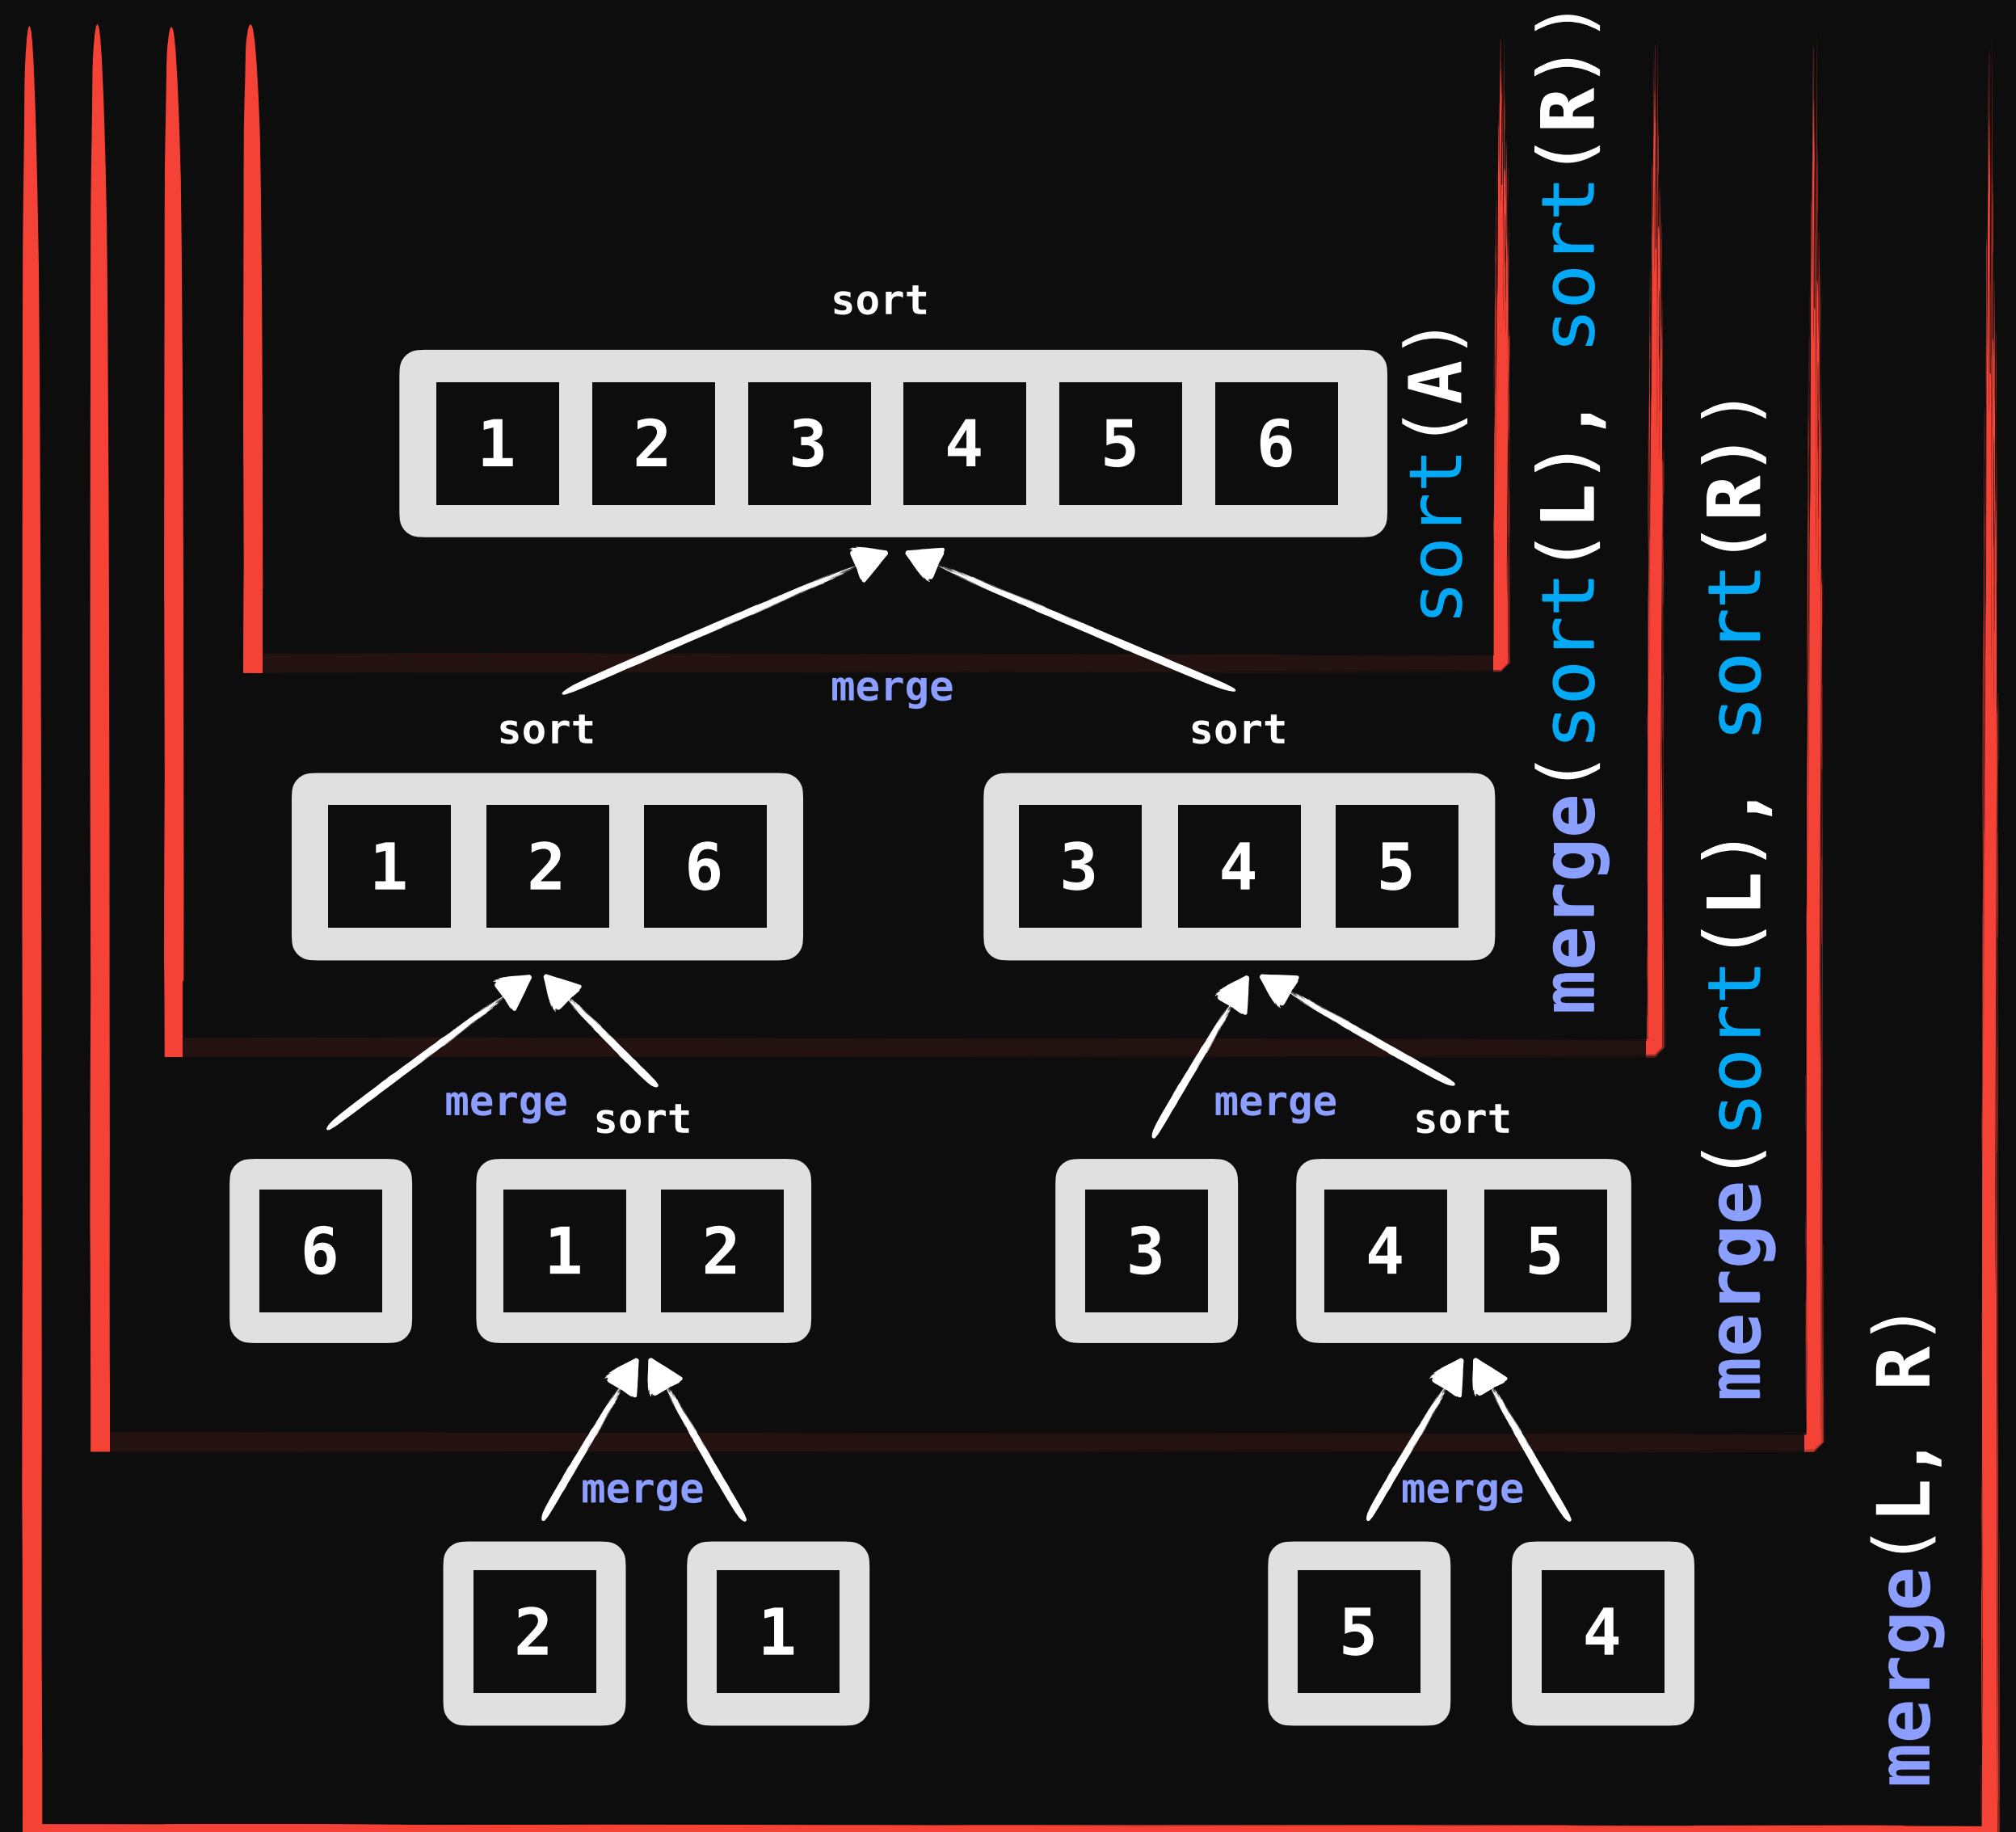 sort
1 2 3 4 5 6
sort(A)
merge
sort sort
1 2 6 3 4 5
merge(sort(L), sort(R))
merge sort merge sort
6 1 2 3 4 5
merge(sort(L), sort(R))
merge merge
2 1 5 4
merge(L, R)